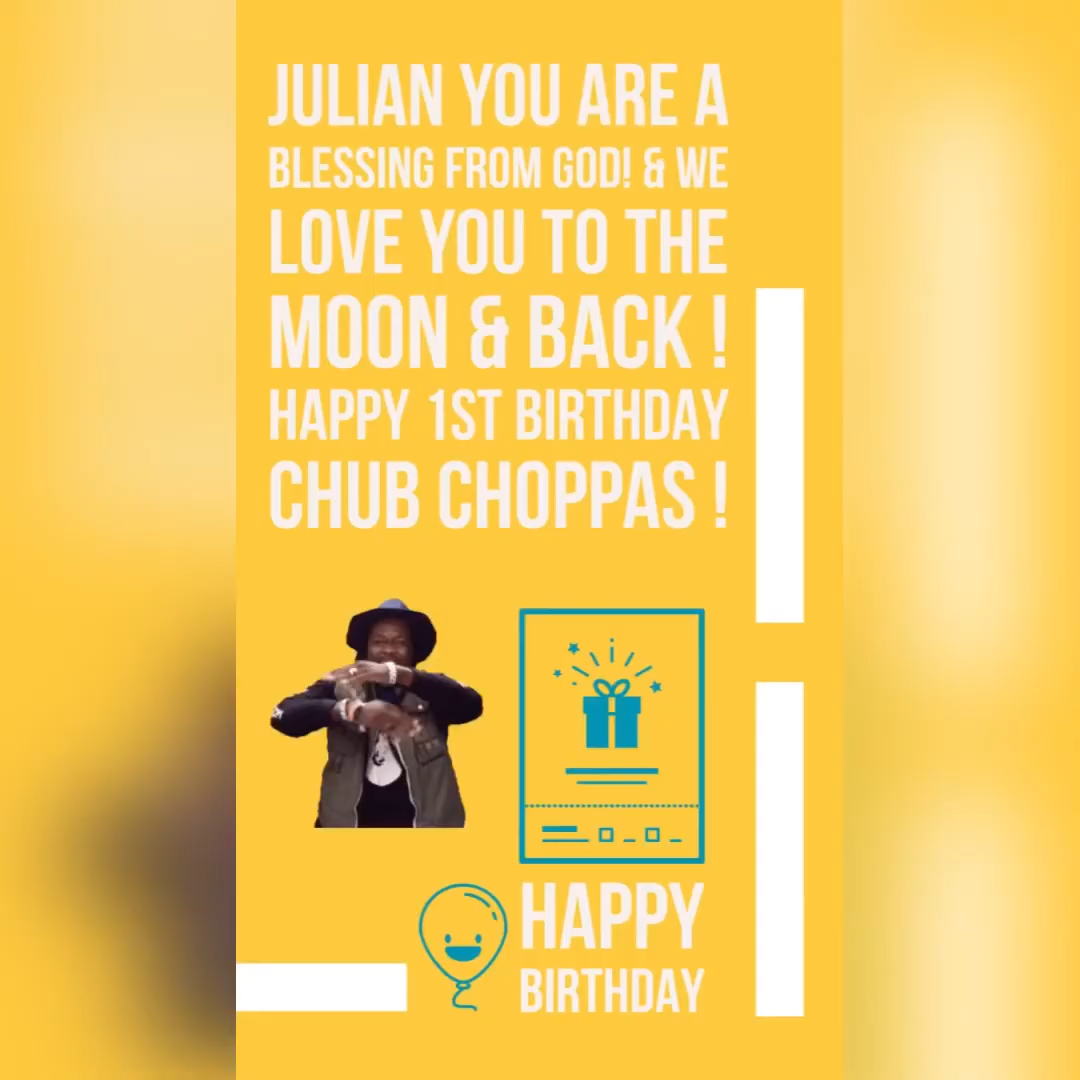 JULIAN YOU ARE A
BLESSING FROM GOD! & WE
LOVE YOU TO THE
MOON & BACK !
HAPPY 1ST BIRTHDAY
CHUB CHOPPAS !
HAPPY
BIRTHDAY